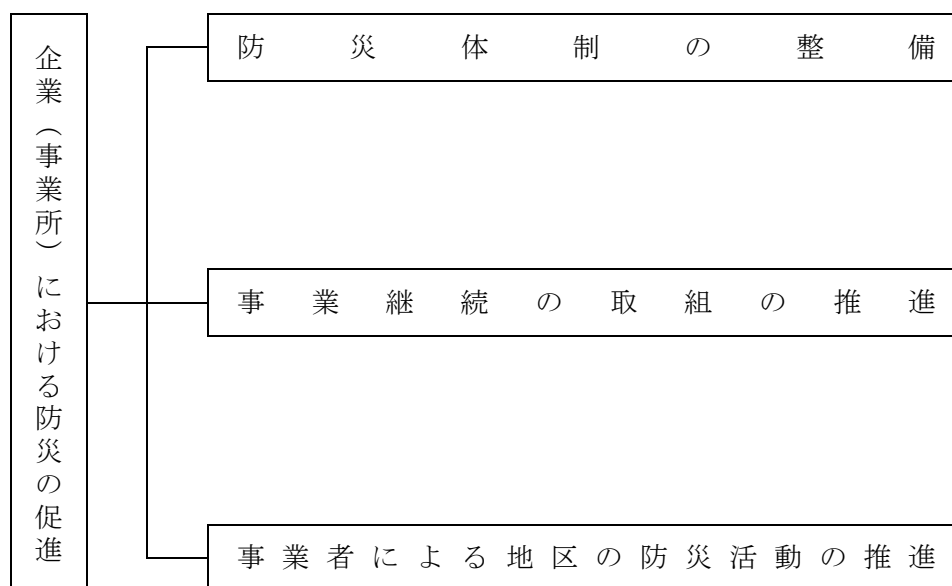 企業（事業所）における防災の促進
防災体制の整備
事業継続の取組の推進
事業者による地区の防災活動の推進